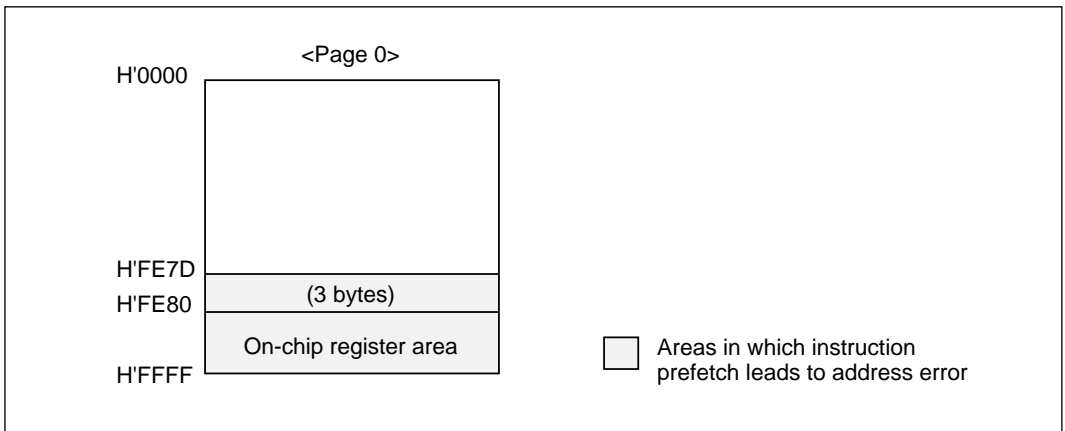 <Page 0>
H'0000
H'FE7D
(3 bytes)
H'FE80
On-chip register area
H'FFFF
Areas in which instruction
prefetch leads to address error